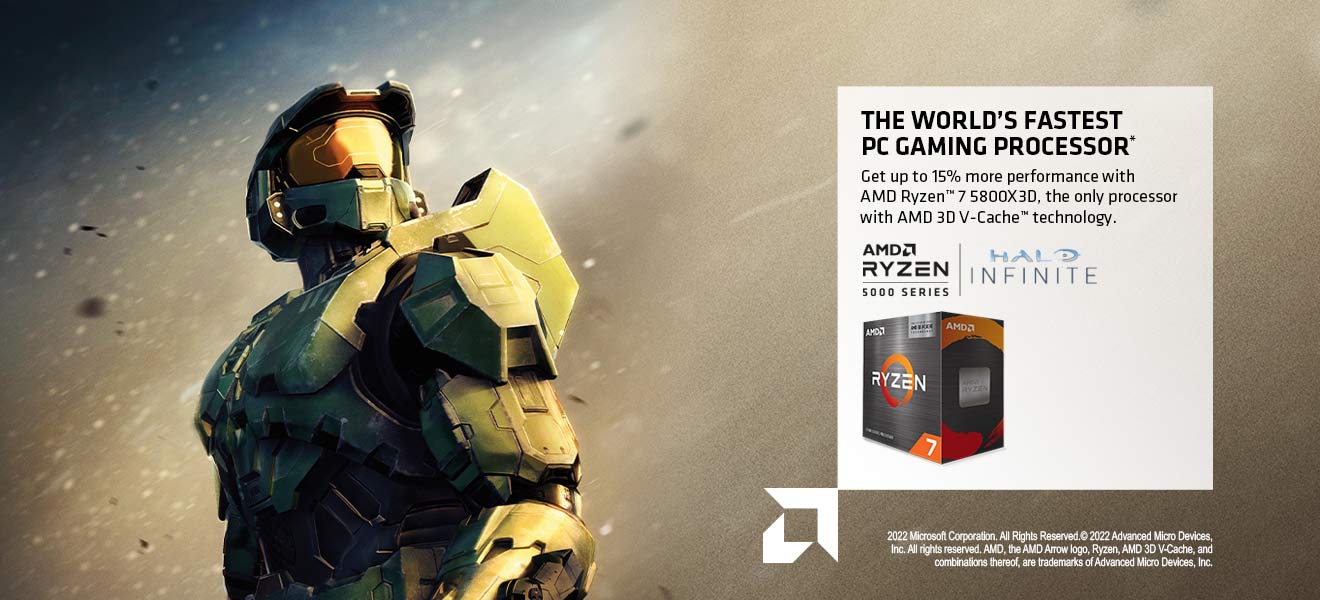 THE WORLD'S FASTEST
PC GAMING PROCESSOR*
Get up to 15% more performance with
AMD Ryzen™ 7 5800X3D, the only processor
with AMD 3D V-Cache™ technology.
AMD
RYZEN
5000 SERIES
HALO
INFINITE
AMD
AMD
RYZEN
AMD
RYZEN
7
2022 Microsoft Corporation. All Rights Reserved.© 2022 Advanced Micro Devices,
Inc. All rights reserved. AMD, the AMD Arrow logo, Ryzen, AMD 3D V-Cache, and
combinations thereof, are trademarks of Advanced Micro Devices, Inc.